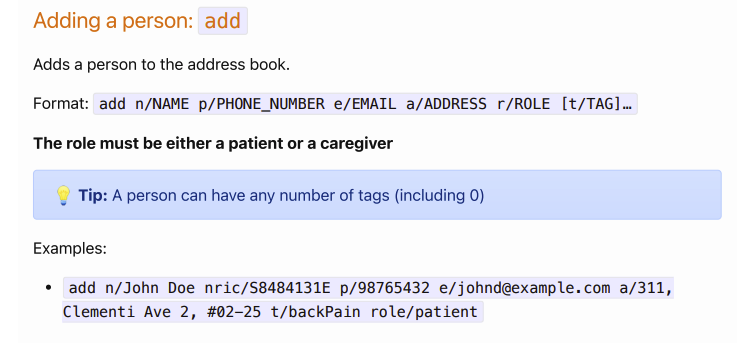 Adding a person: add
Adds a person to the address book.
Format: add n/NAME p/PHONE_NUMBER e/EMAIL a/ADDRESS r/ROLE [t/TAG]…
The role must be either a patient or a caregiver
💡 Tip: A person can have any number of tags (including 0)
Examples:
• add n/John Doe nric/S8484131E p/98765432 e/johnd@example.com a/311,
Clementi Ave 2, #02-25 t/backPain role/patient